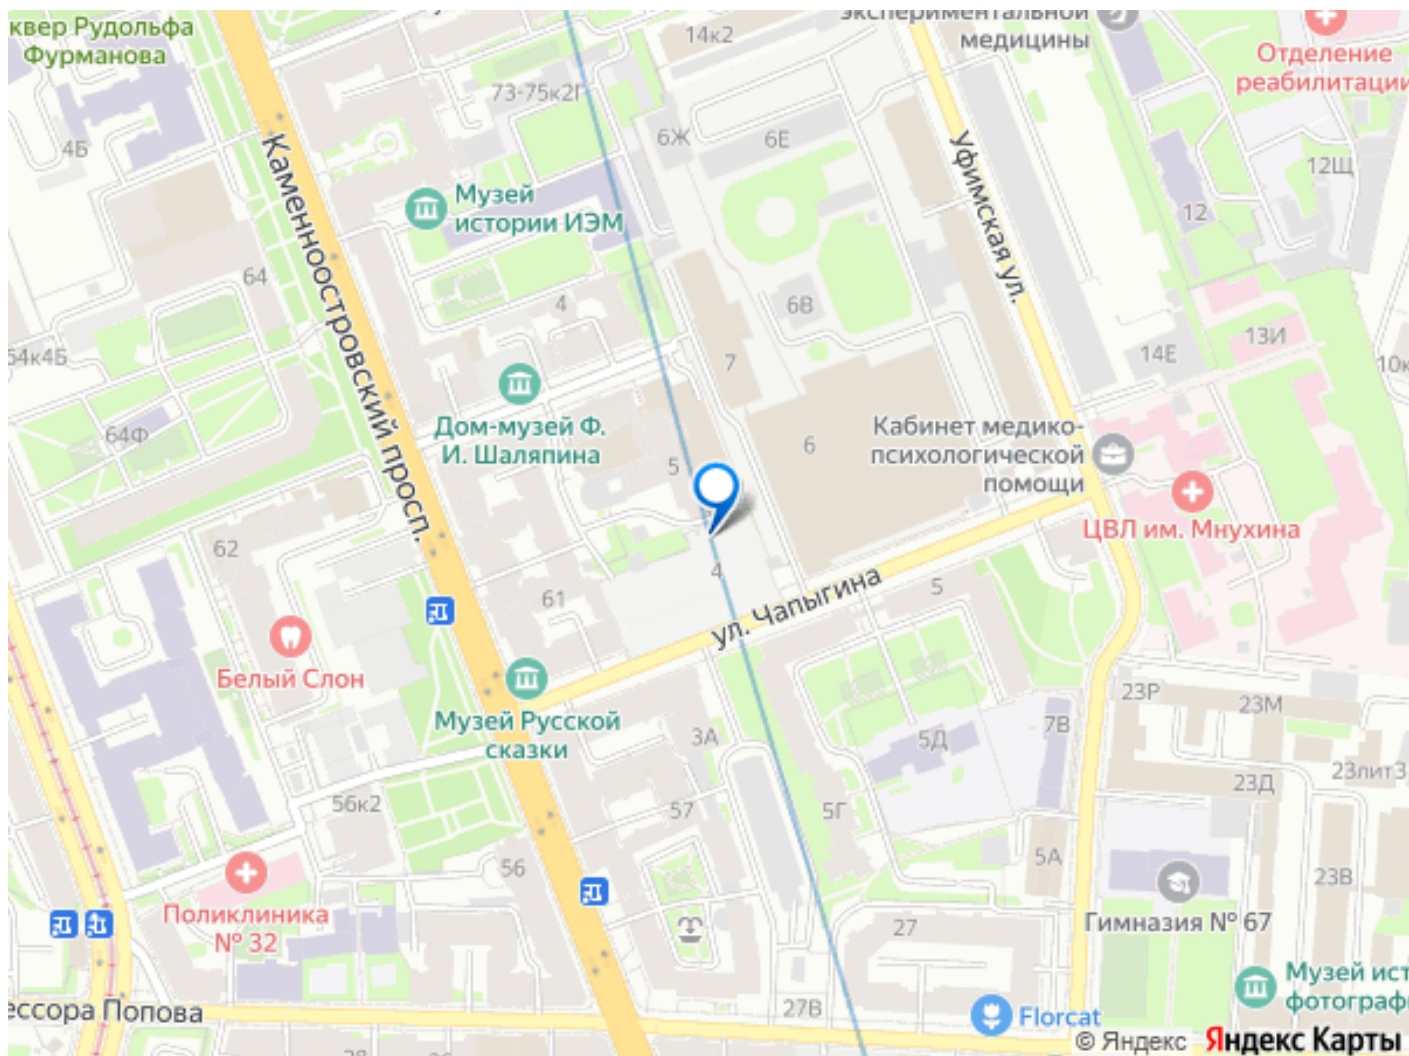 квер Рудольфа
Фурманова
экспериментальной
медицины
Отделение
реабилитации
14к2
73-75к2Г
4Б
6Ж
6Е
12Щ
12
Каменноостровский просп.
Уфимская ул.
Музей
истории ИЭМ
64
4
6В
13И
14Е
54к4Б
7
10к
Дом-музей Ф.
И. Шаляпина
64Ф
5
6
Кабинет медико-
психологической
помощи
ЦВЛ им. Мнухина
62
4
61
ул. Чапыгина
5
Белый Слон
Музей Русской
сказки
23Р
23М
3А
5Д
7В
23лит3
23Д
56к2
57
5Г
56
5А
23В
Поликлиника
№ 32
27
Гимназия № 67
Музей ист
фотограф
ессора Попова
27В
Florcat
© Яндекс Яндекс Карты